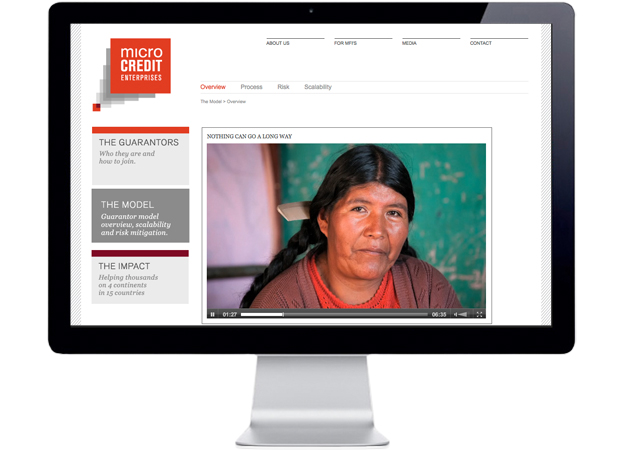 micro
CREDIT
ENTERPRISES
ABOUT US
FOR MFYS
MEDIA
CONTACT
Overview
Process
Risk
Scalability
The Model > Overview
THE GUARANTORS
Who they are and
how to join.
THE MODEL
Guarantor model
overview, scalability
and risk mitigation.
THE IMPACT
Helping thousands
on 4 continents
in 15 countries
NOTHING CAN GO A LONG WAY
01:27
06:35